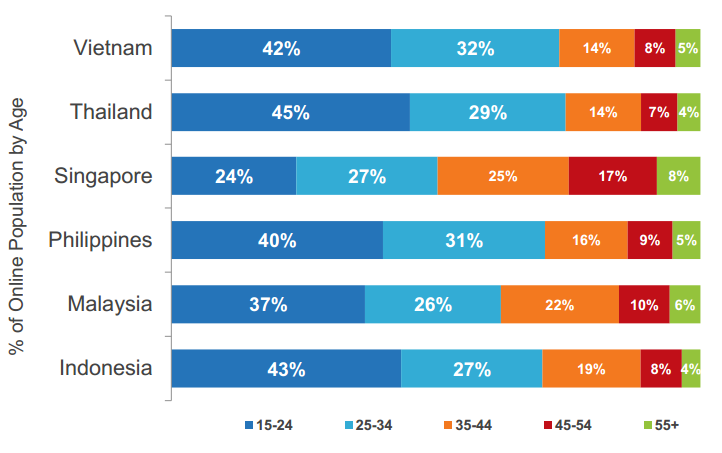 % of Online Population by Age
Vietnam 42% 32% 14% 8% 5%
Thailand 45% 29% 14% 7% 4%
Singapore 24% 27% 25% 17% 8%
Philippines 40% 31% 16% 9% 5%
Malaysia 37% 26% 22% 10% 6%
Indonesia 43% 27% 19% 8% 4%
15-24 25-34 35-44 45-54 55+